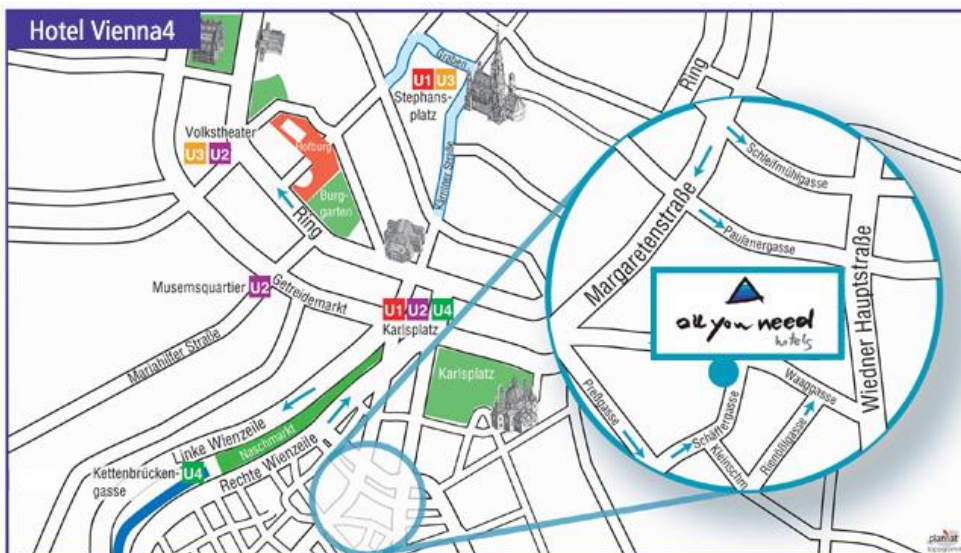 Hotel Vienna4
Graben
U1 U3
Stephans-
platz
Kärntner Straße
Volkstheater
U3 U2
Hofburg
Burg-
garten
Ring
Musemsquartier U2
Getreidemarkt
Mariahilfer Straße
U1 U2 U4
Karlsplatz
Karlsplatz
Linke Wienzeile
Naschmarkt
Rechte Wienzeile
Kettenbrücken-
gasse
U4
Ring
Schleifmühlgasse
Margaretenstraße
Paulanergasse
Wiedner Hauptstraße
all you need
hotels
Preßgasse
Schäffergasse
Waaggasse
Kleinschm.
Rienößlgasse